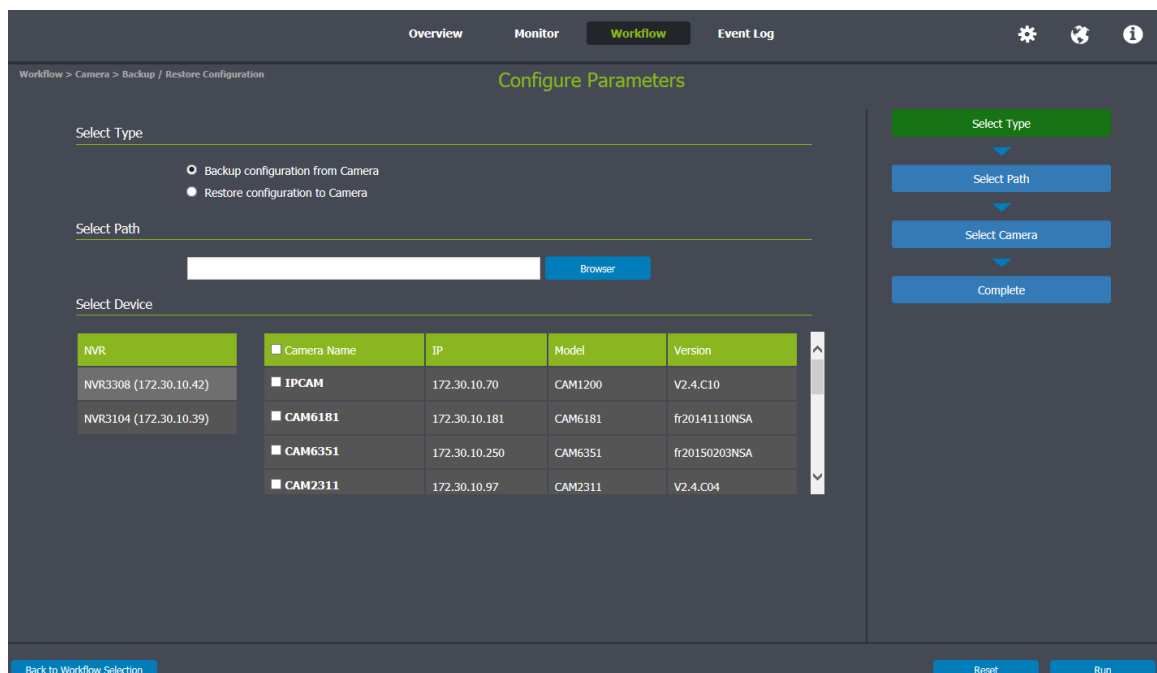 Overview Monitor Workflow Event Log
Workflow > Camera > Backup / Restore Configuration
Configure Parameters
Select Type
Backup configuration from Camera
Restore configuration to Camera
Select Path
Browser
Select Device
NVR
NVR3308 (172.30.10.42)
NVR3104 (172.30.10.39)
Camera Name IP Model Version
IPCAM 172.30.10.70 CAM1200 V2.4.C10
CAM6181 172.30.10.181 CAM6181 fr20141110NSA
CAM6351 172.30.10.250 CAM6351 fr20150203NSA
CAM2311 172.30.10.97 CAM2311 V2.4.C04
Select Type
Select Path
Select Camera
Complete
Back to Workflow Selection
Reset Run